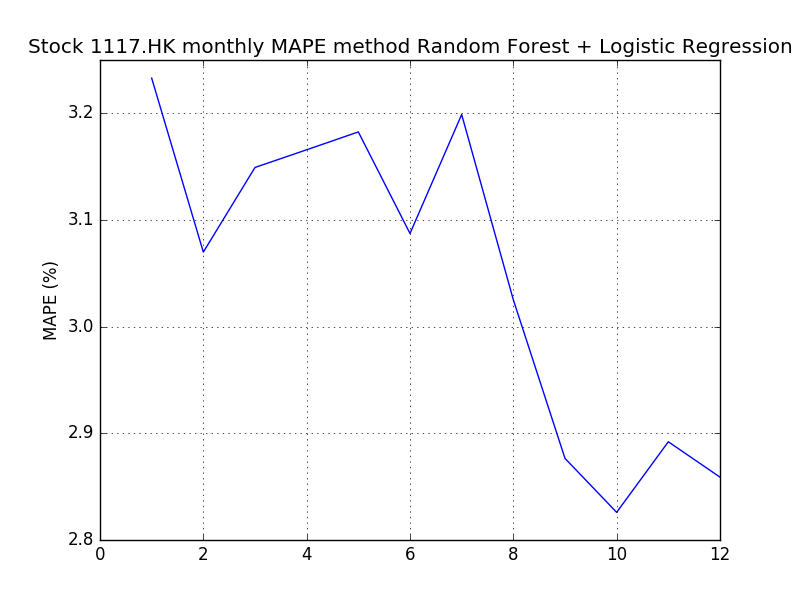 Stock 1117.HK monthly MAPE method Random Forest + Logistic Regression
MAPE (%)
3.2
3.1
3.0
2.9
2.8
0 2 4 6 8 10 12